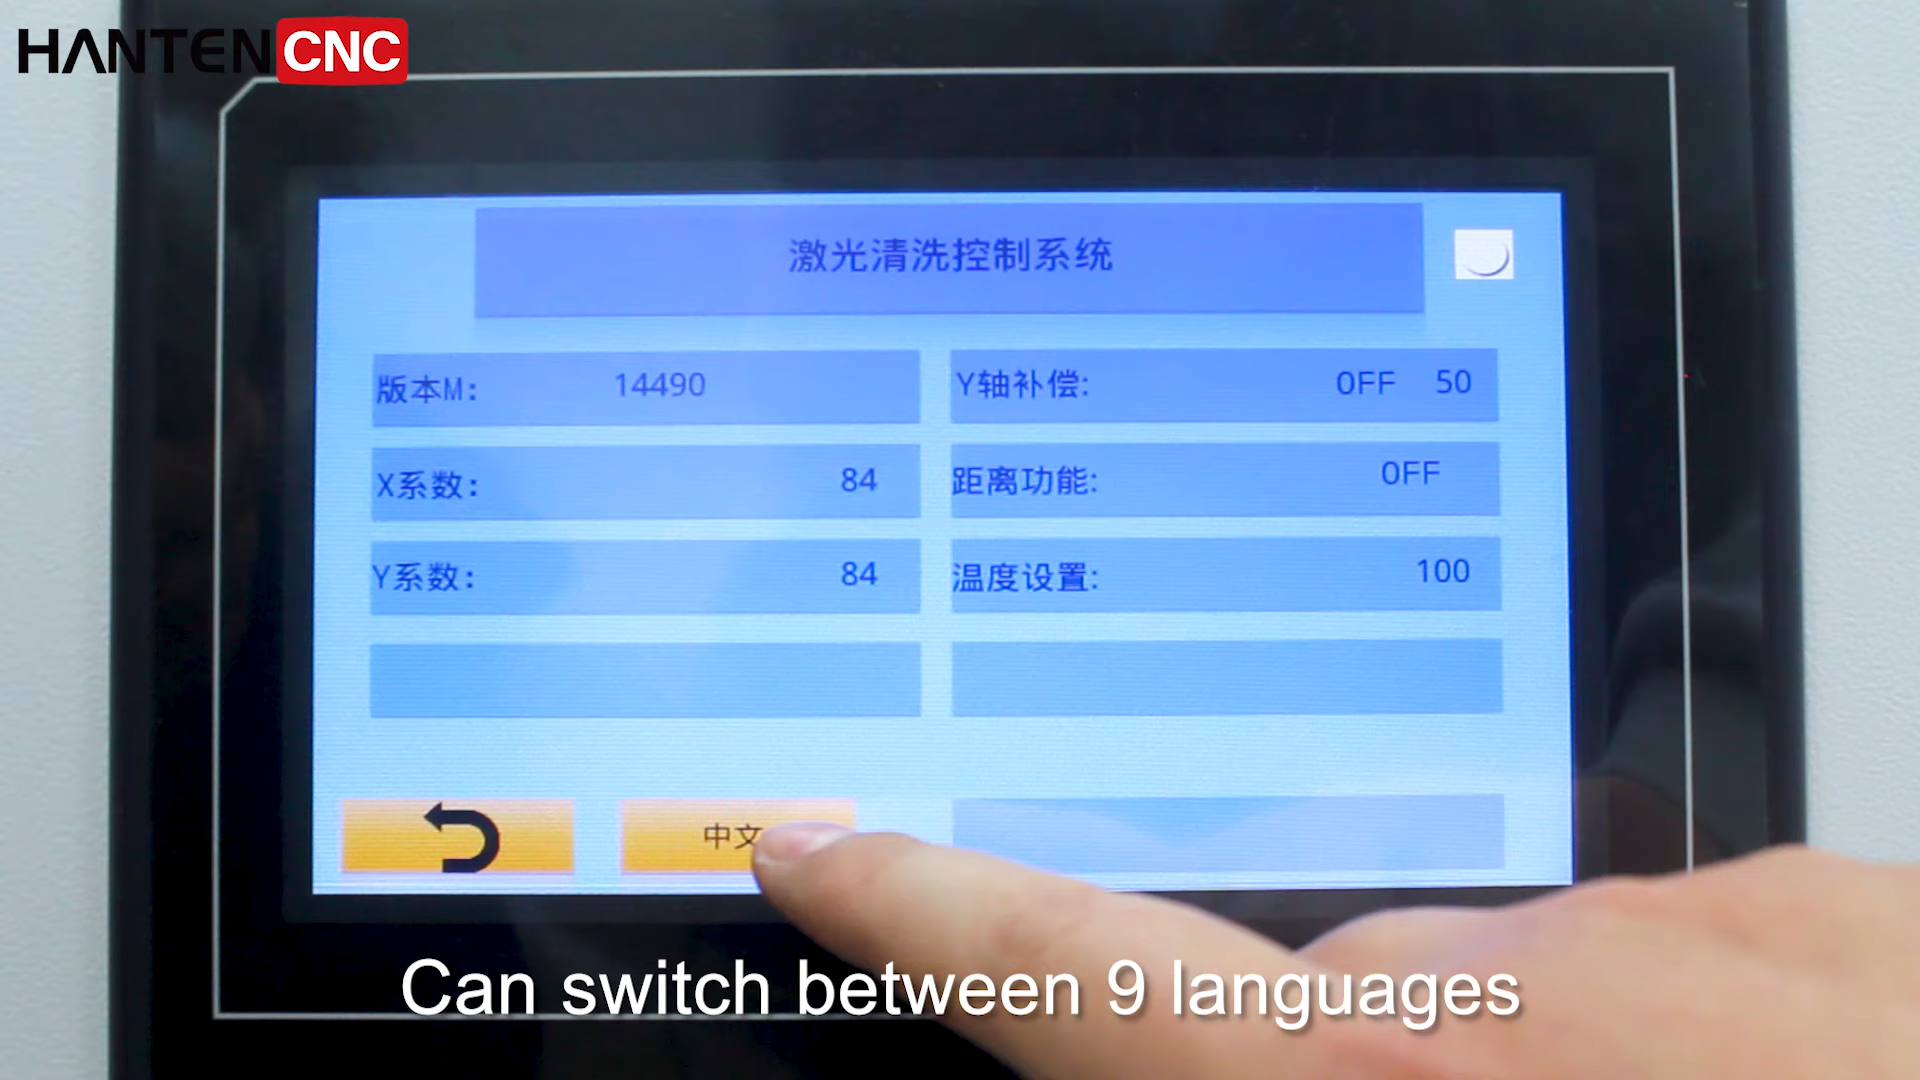 HANTEN CNC
激光清洗控制系统
版本M: 14490
Y轴补偿: OFF 50
X系数: 84
距离功能: OFF
Y系数: 84
温度设置: 100
中文
Can switch between 9 languages